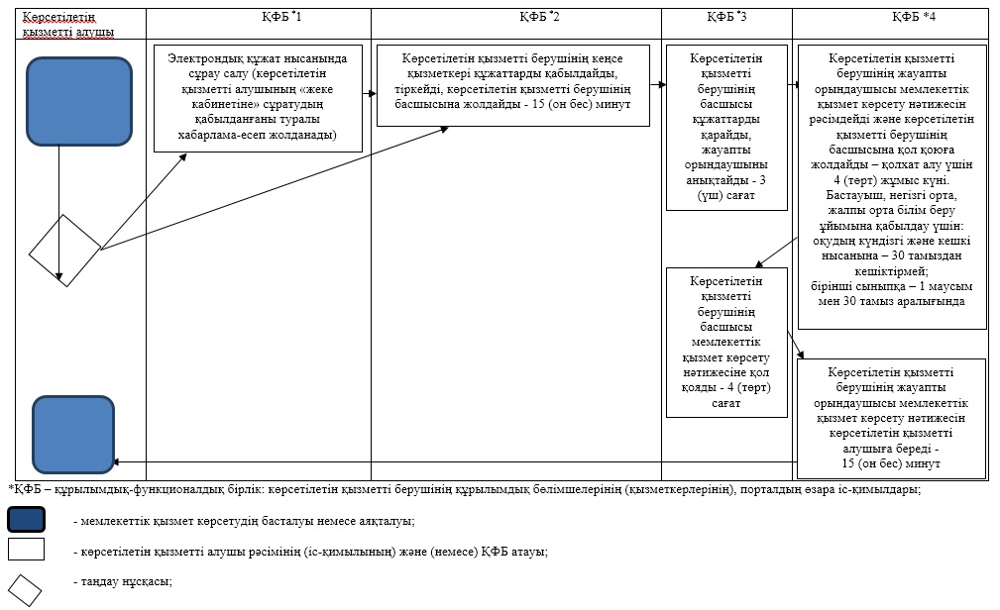 Көрсетілетін
қызметті алушы
ҚФБ *1
ҚФБ *2
ҚФБ *3
ҚФБ *4
Электрондық құжат нысанында
сұрау салу (көрсетілетін
қызметті алушының «жеке
кабинетіне» сұратудың
қабылданғаны туралы
хабарлама-есеп жолданады)
Көрсетілетін қызметті берушінің кеңсе
қызметкері құжаттарды қабылдайды,
тіркейді, көрсетілетін қызметті берушінің
басшысына жолдайды - 15 (он бес) минут
Көрсетілетін
қызметті
берушінің
басшысы
құжаттарды
қарайды,
жауапты
орындаушыны
анықтайды - 3
(үш) сағат
Көрсетілетін қызметті
берушінің жауапты
орындаушысы мемлекеттік
қызмет көрсету нәтижесін
рәсімдейді және көрсетілетін
қызметті берушінің
басшысына қол қоюға
жолдайды – қолхат алу үшін
4 (төрт) жұмыс күні.
Бастауыш, негізгі орта,
жалпы орта білім беру
ұйымына қабылдау үшін:
оқудың күндізгі және кешкі
нысанына – 30 тамыздан
кешіктірмей;
бірінші сыныпқа – 1 маусым
мен 30 тамыз аралығында
Көрсетілетін
қызметті
берушінің
басшысы
мемлекеттік
қызмет көрсету
нәтижесіне қол
қояды - 4 (төрт)
сағат
Көрсетілетін қызметті
берушінің жауапты
орындаушысы мемлекеттік
қызмет көрсету нәтижесін
көрсетілетін қызметті
алушыға береді -
15 (он бес) минут
*ҚФБ – құрылымдық-функционалдық бірлік: көрсетілетін қызметті берушінің құрылымдық бөлімшелерінің (қызметкерлерінің), порталдың өзара іс-қимылдары;
- мемлекеттік қызмет көрсетудің басталуы немесе аяқталуы;
- көрсетілетін қызметті алушы рәсімінің (іс-қимылының) және (немесе) ҚФБ атауы;
- таңдау нұсқасы;